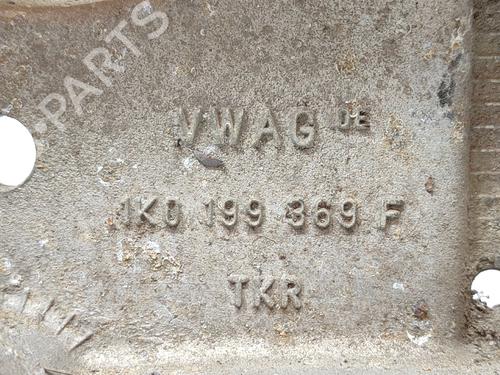 PARTS
VWAG DE
1K0 199 369 F
TKR